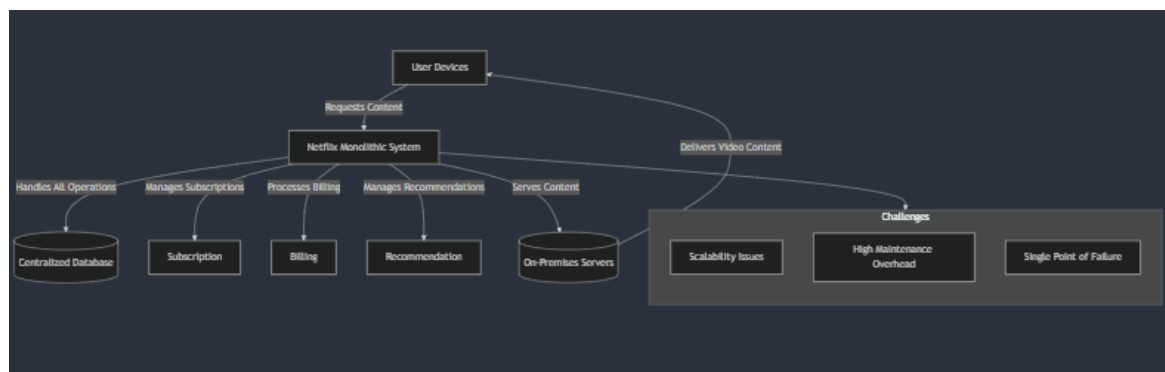 User Devices
Requests Content
Netflix Monolithic System
Delivers Video Content
Handles All Operations
Manages Subscriptions
Processes Billing
Manages Recommendations
Serves Content
Challenges
Centralized Database
Subscription
Billing
Recommendation
On-Premises Servers
Scalability Issues
High Maintenance
Overhead
Single Point of Failure